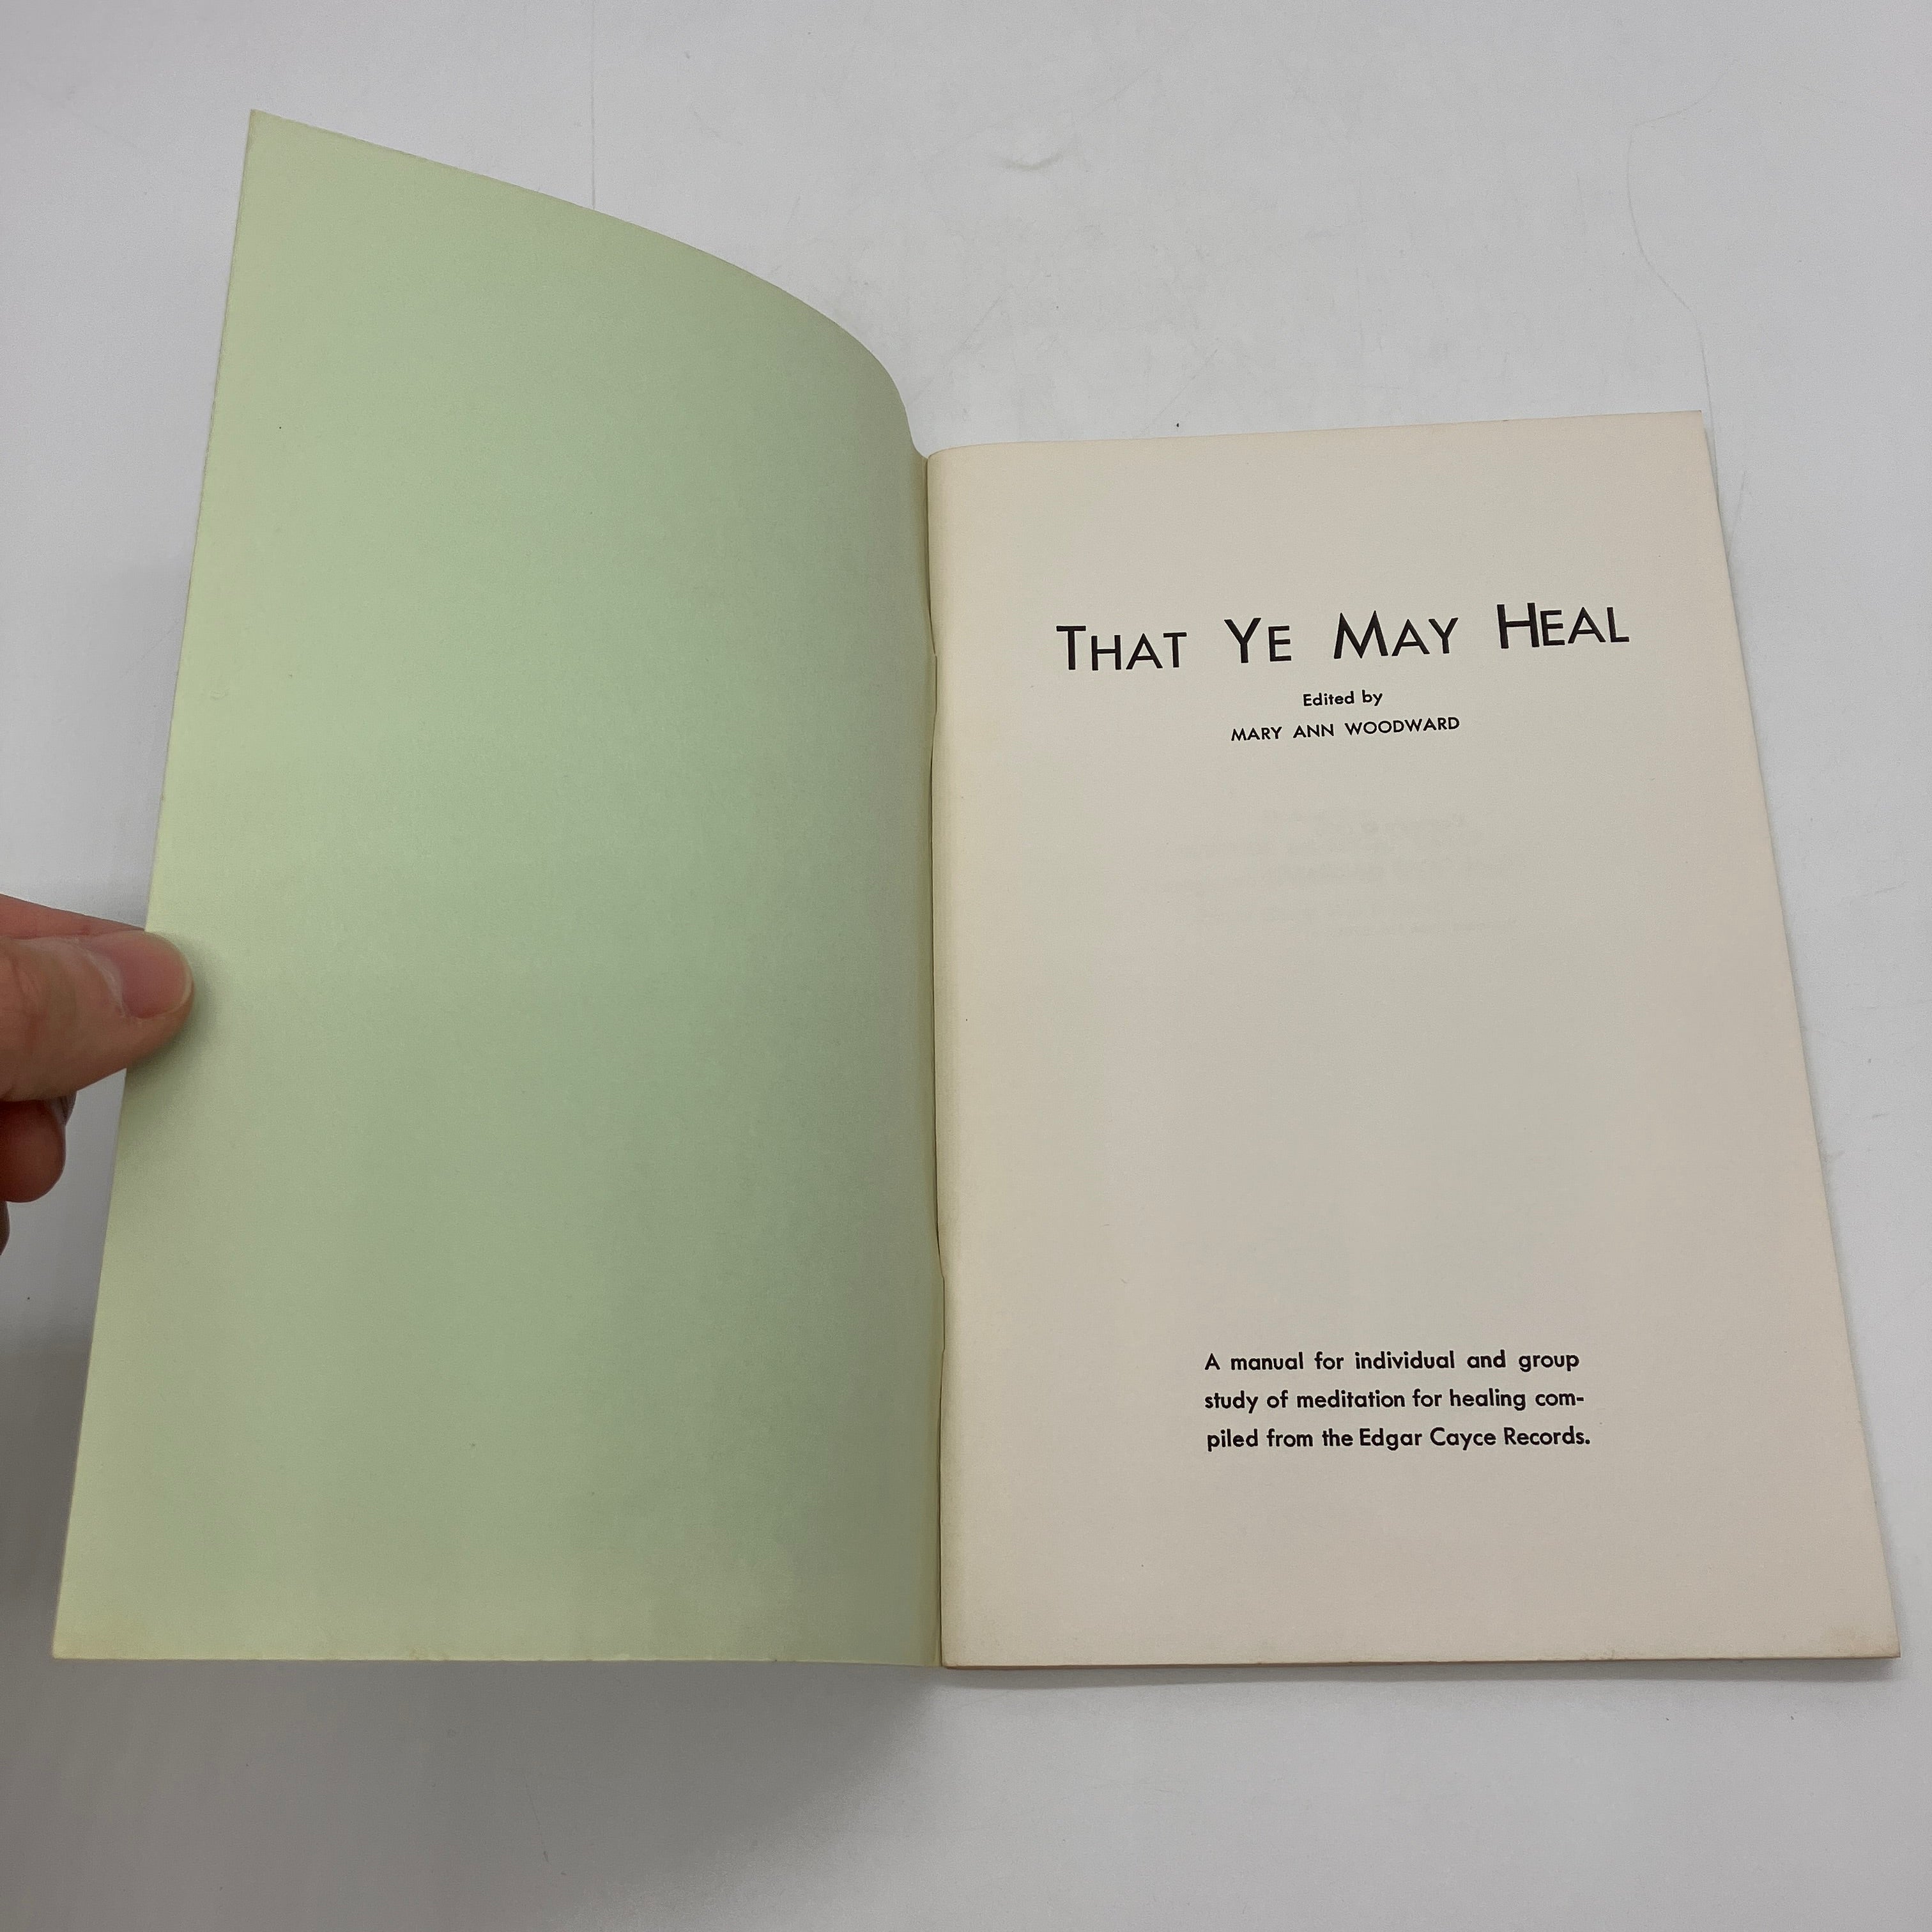 THAT YE MAY HEAL
Edited by
MARY ANN WOODWARD
A manual for individual and group
study of meditation for healing com-
piled from the Edgar Cayce Records.